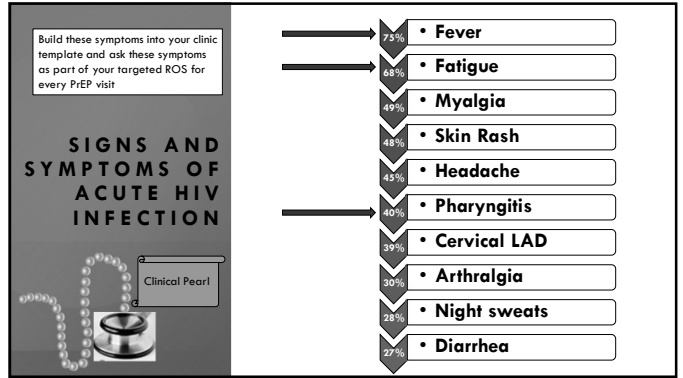 Build these symptoms into your clinic
template and ask these symptoms
as part of your targeted ROS for
every PrEP visit
SIGNS AND
SYMPTOMS OF
ACUTE HIV
INFECTION
Clinical Pearl
75% • Fever
68% • Fatigue
49% • Myalgia
48% • Skin Rash
45% • Headache
40% • Pharyngitis
39% • Cervical LAD
30% • Arthralgia
28% • Night sweats
27% • Diarrhea